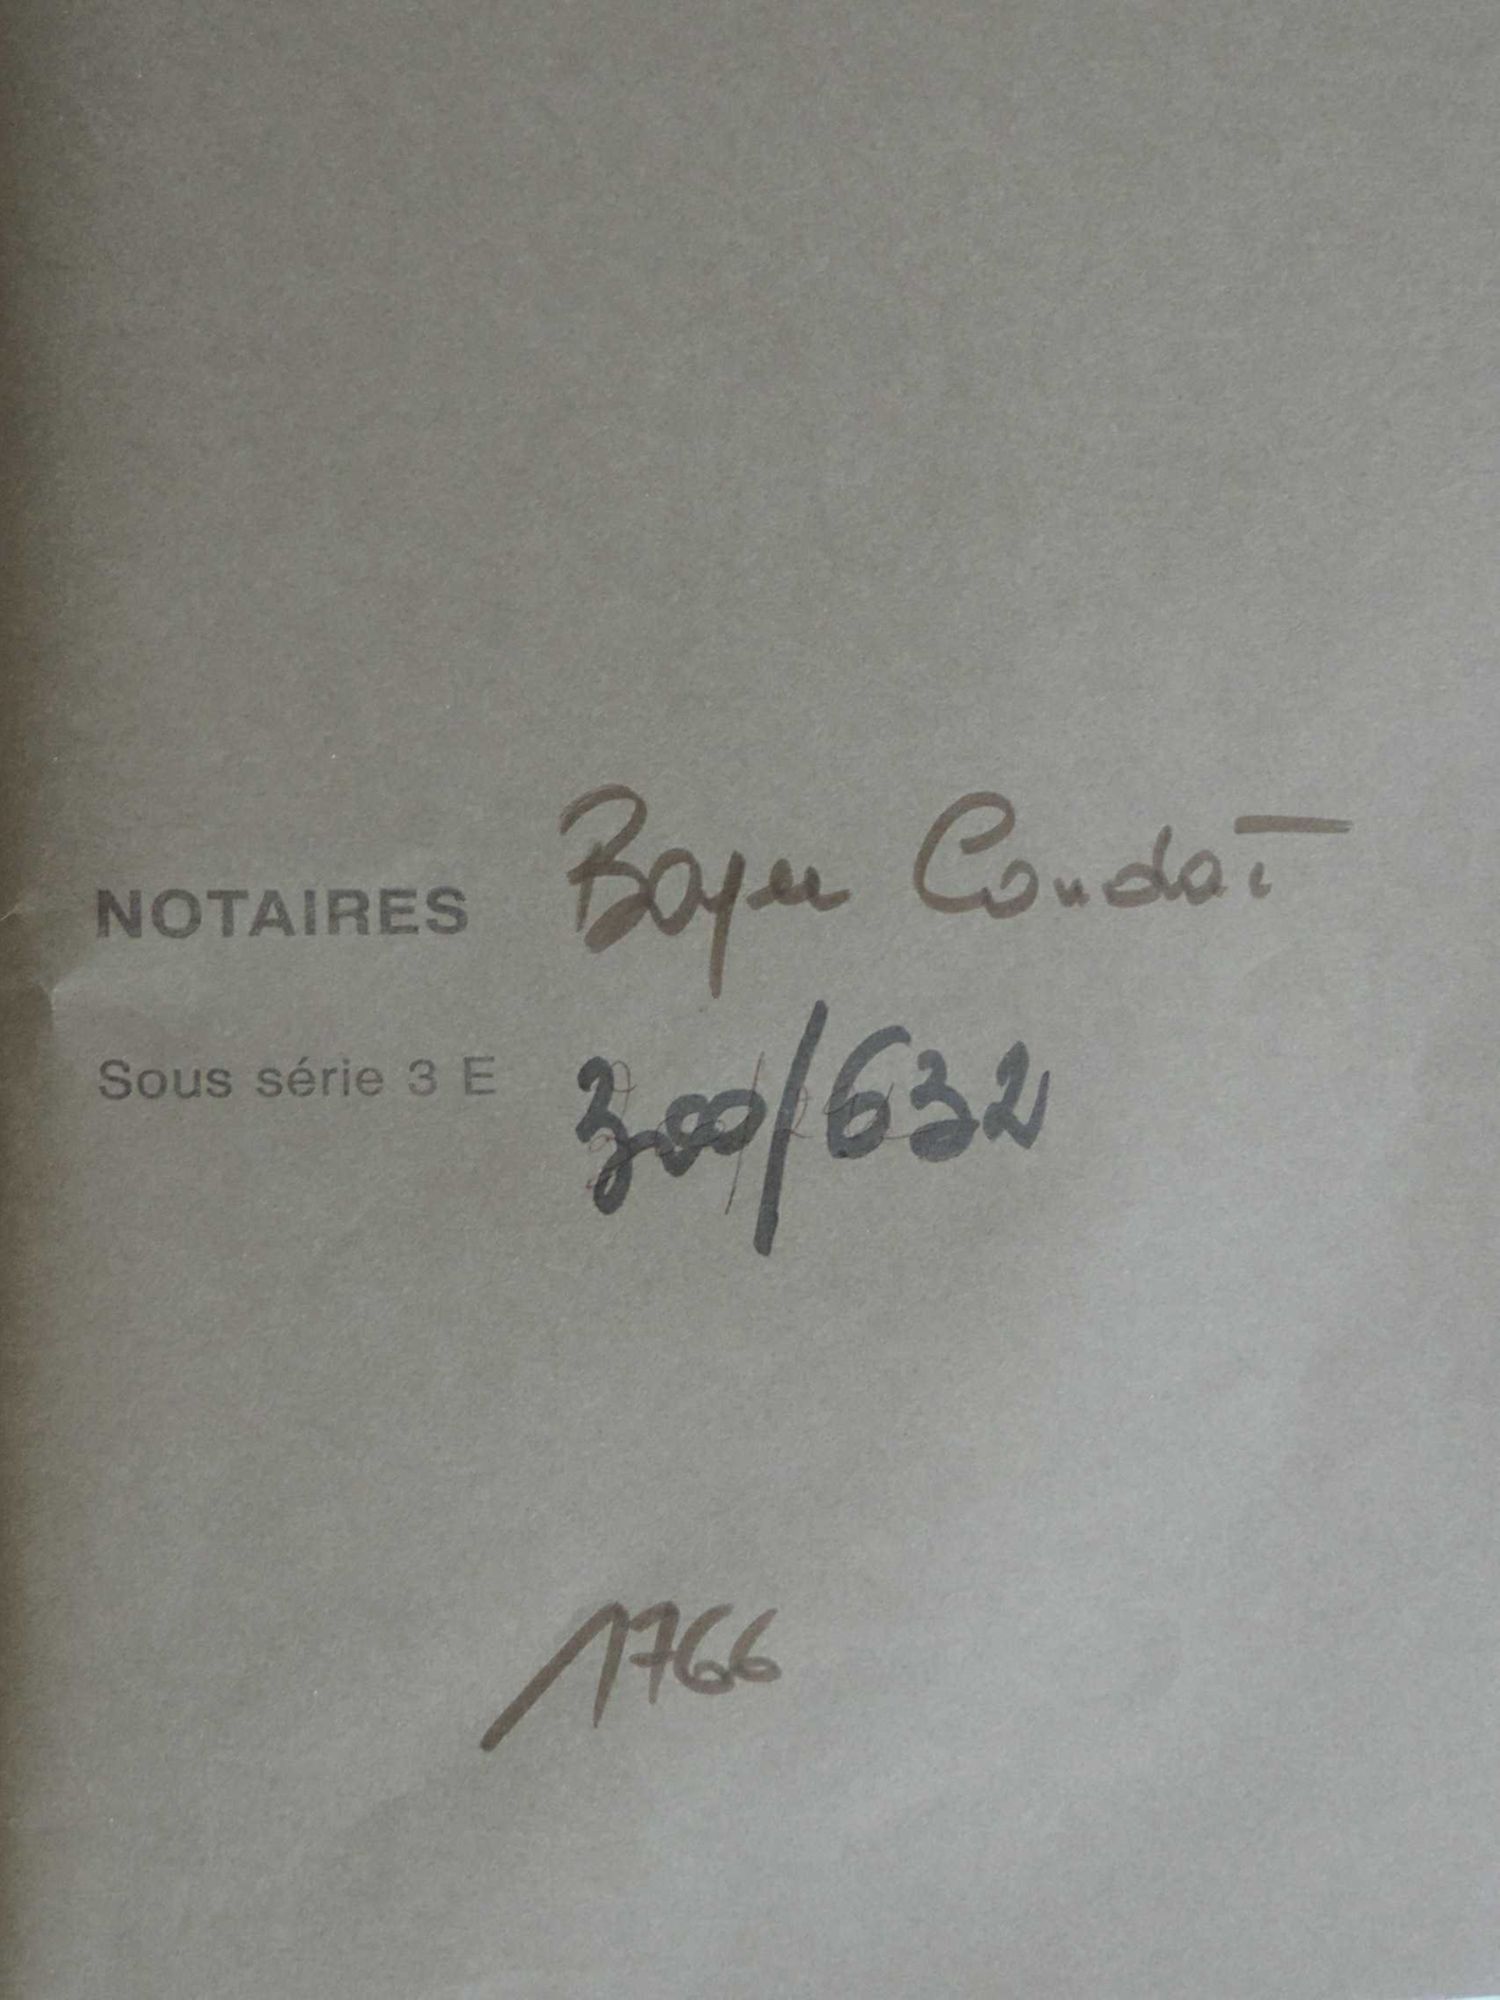 NOTAIRES Boyer Condat
Sous série 3 E 300/632
1766